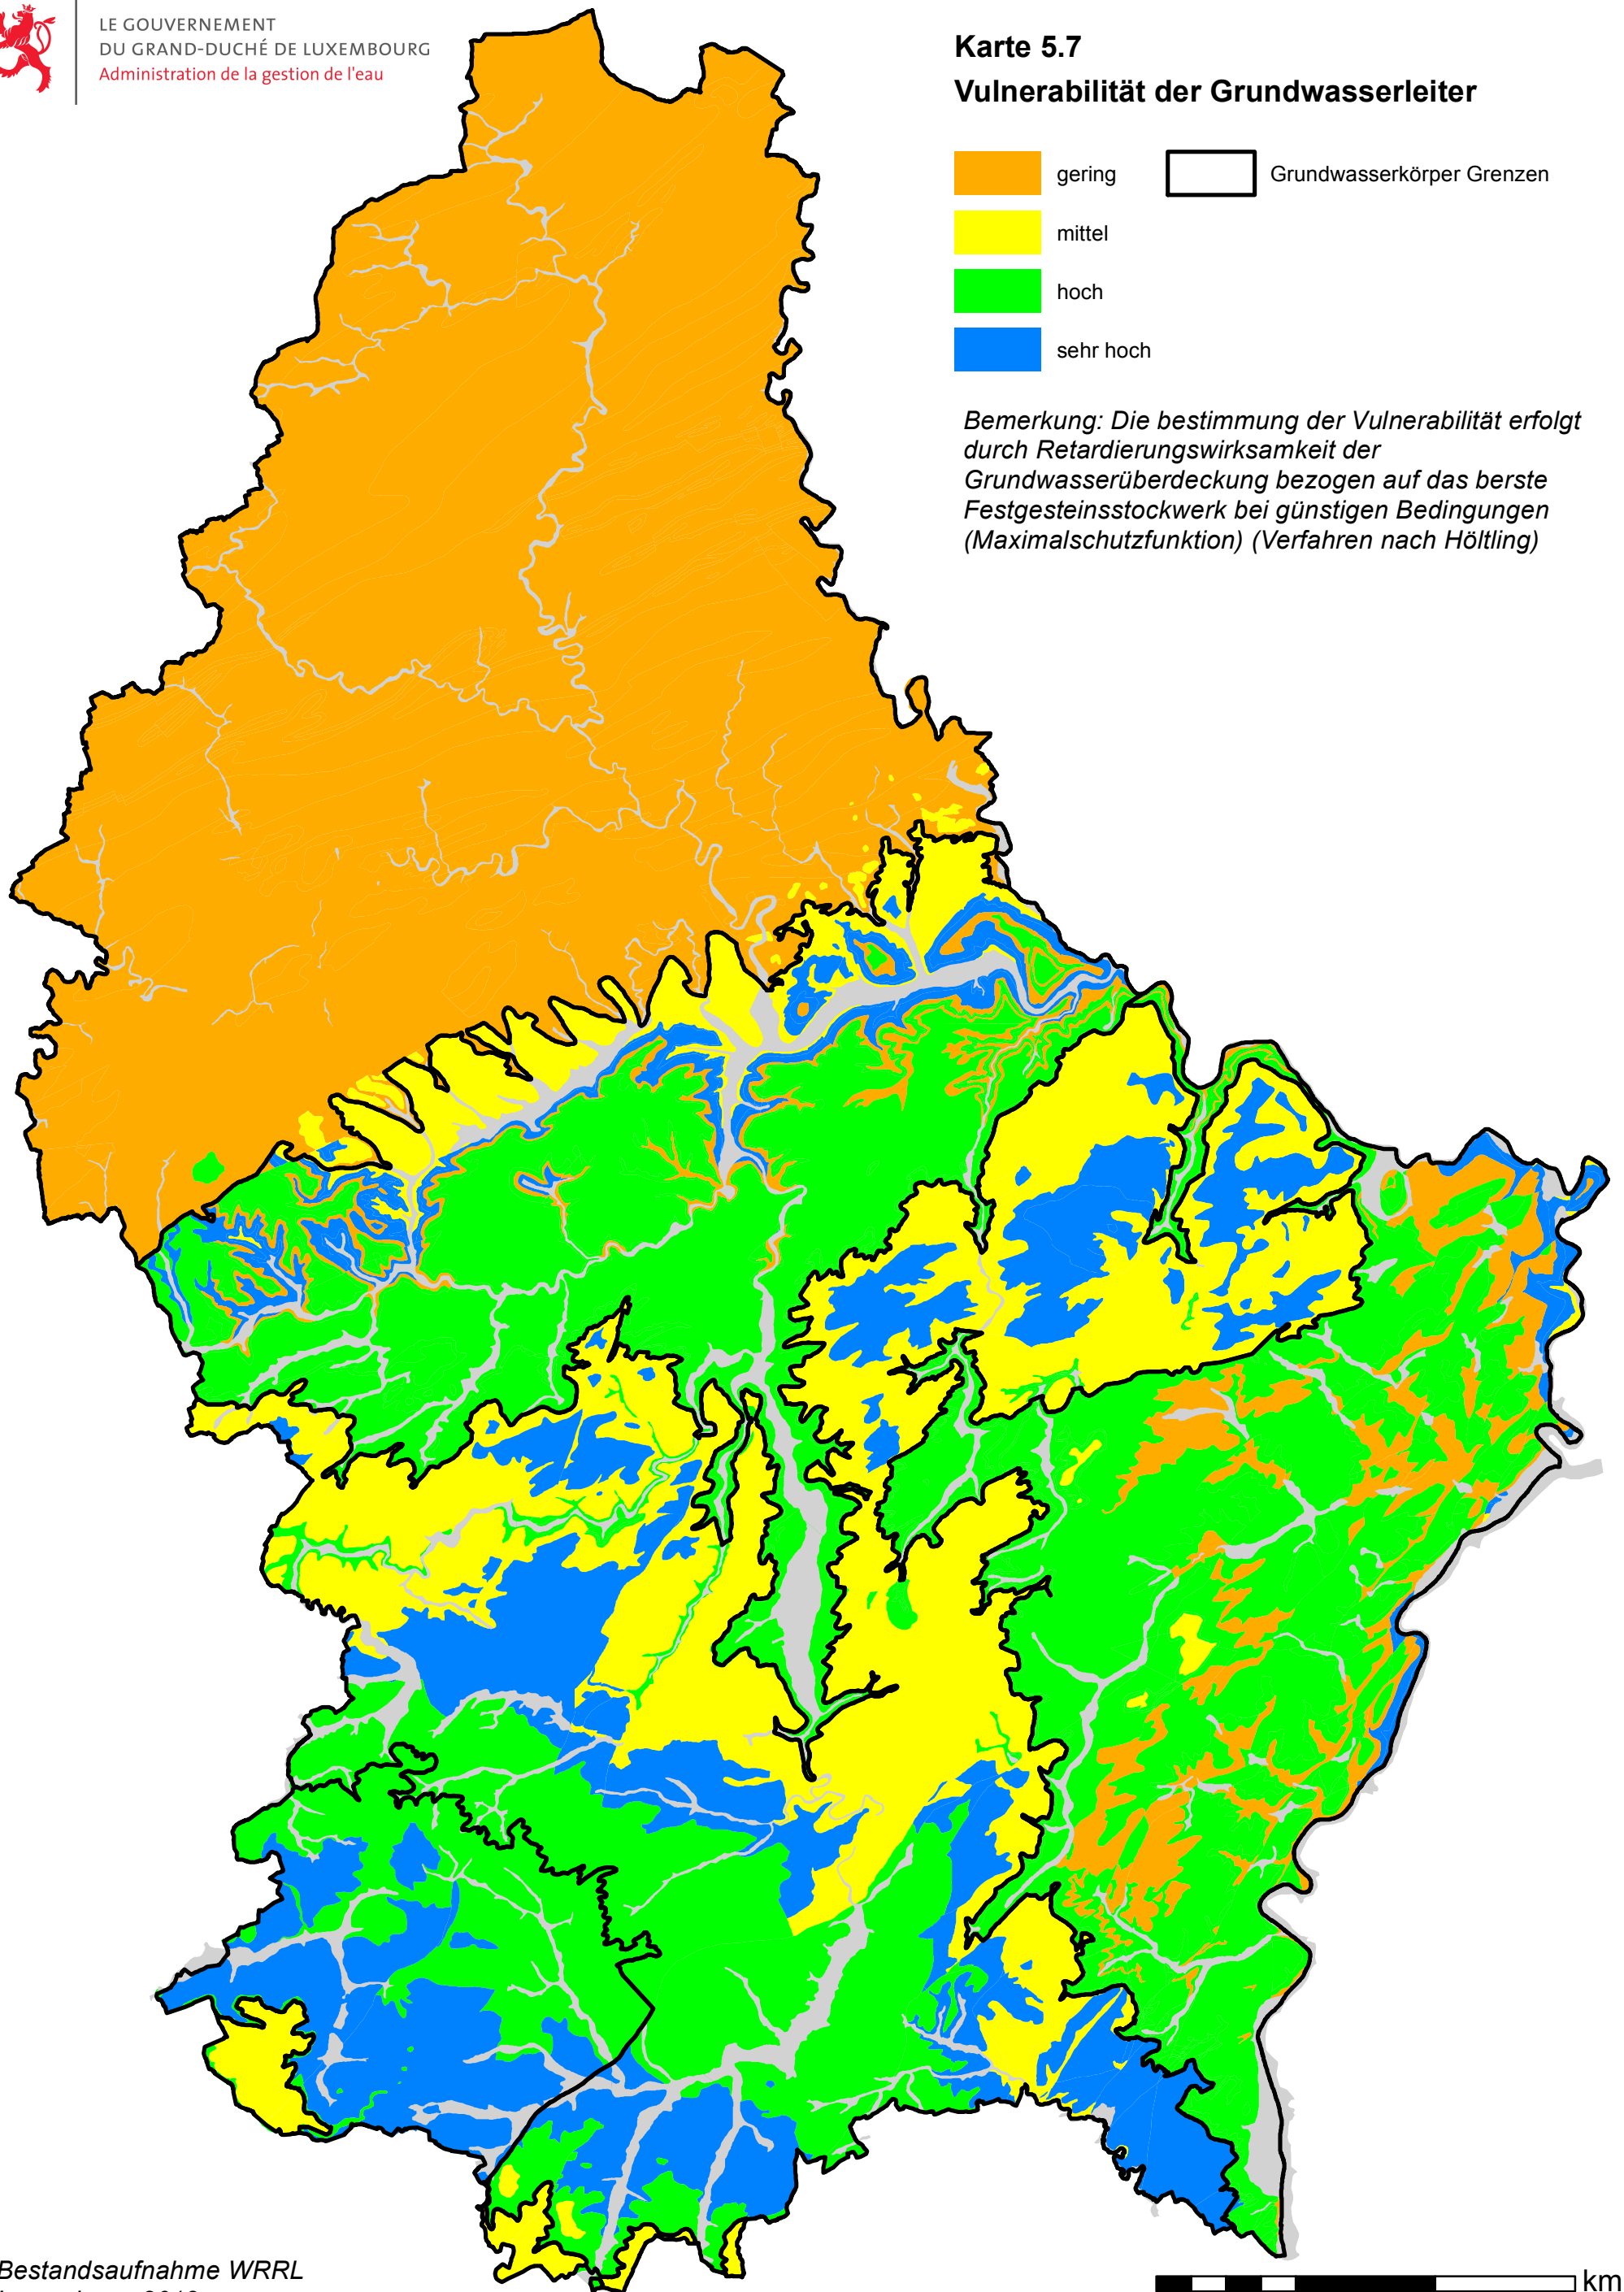 LE GOUVERNEMENT
DU GRAND-DUCHÉ DE LUXEMBOURG
Administration de la gestion de l'eau
Karte 5.7
Vulnerabilität der Grundwasserleiter
gering
Grundwasserkörper Grenzen
mittel
hoch
sehr hoch
Bemerkung: Die bestimmung der Vulnerabilität erfolgt
durch Retardierungswirksamkeit der
Grundwasserüberdeckung bezogen auf das berste
Festgesteinsstockwerk bei günstigen Bedingungen
(Maximalschutzfunktion) (Verfahren nach Höltling)
Bestandsaufnahme WRRL
km